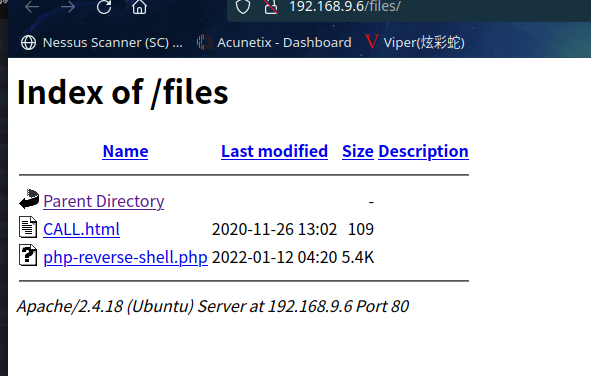 192.168.9.6/files/
Nessus Scanner (SC) ... Acunetix - Dashboard Viper(炫彩蛇)
Index of /files
Name Last modified Size Description
Parent Directory -
CALL.html 2020-11-26 13:02 109
php-reverse-shell.php 2022-01-12 04:20 5.4K
Apache/2.4.18 (Ubuntu) Server at 192.168.9.6 Port 80